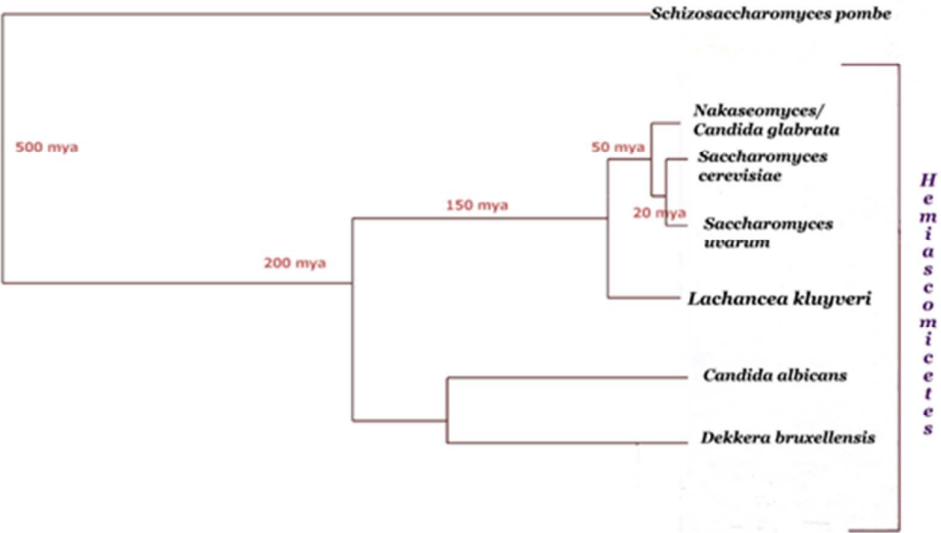 Schizosaccharomyces pombe
500 mya
Nakaseomyces/
Candida glabrata
50 mya
Saccharomyces
cerevisiae
20 mya
Saccharomyces
uvarum
150 mya
200 mya
Lachancea kluyveri
Candida albicans
Dekkera bruxellensis
Hemiascomicetes